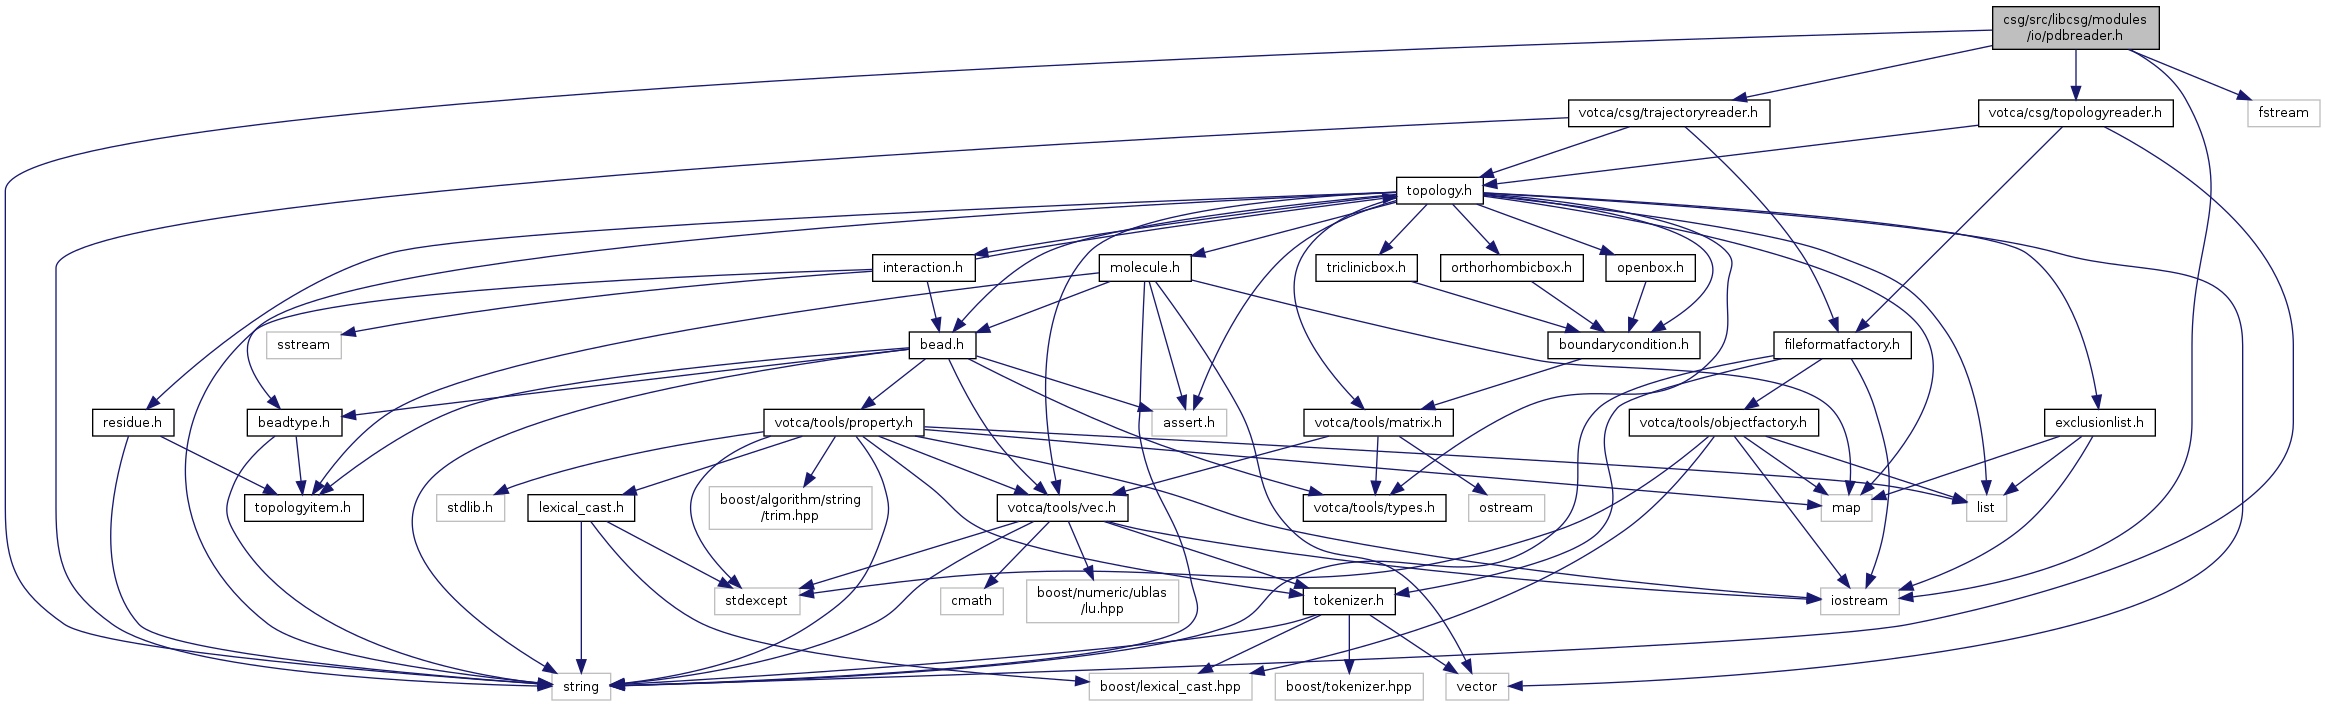 csg/src/libcsg/modules
/io/pdbreader.h
votca/csg/trajectoryreader.h
votca/csg/topologyreader.h
fstream
topology.h
interaction.h
molecule.h
triclinicbox.h
orthorhombicbox.h
openbox.h
sstream
bead.h
boundarycondition.h
fileformatfactory.h
residue.h
beadtype.h
votca/tools/property.h
assert.h
votca/tools/matrix.h
votca/tools/objectfactory.h
exclusionlist.h
topologyitem.h
stdlib.h
lexical_cast.h
boost/algorithm/string
/trim.hpp
votca/tools/vec.h
votca/tools/types.h
ostream
map
list
stdexcept
cmath
boost/numeric/ublas
/lu.hpp
tokenizer.h
iostream
string
boost/lexical_cast.hpp
boost/tokenizer.hpp
vector